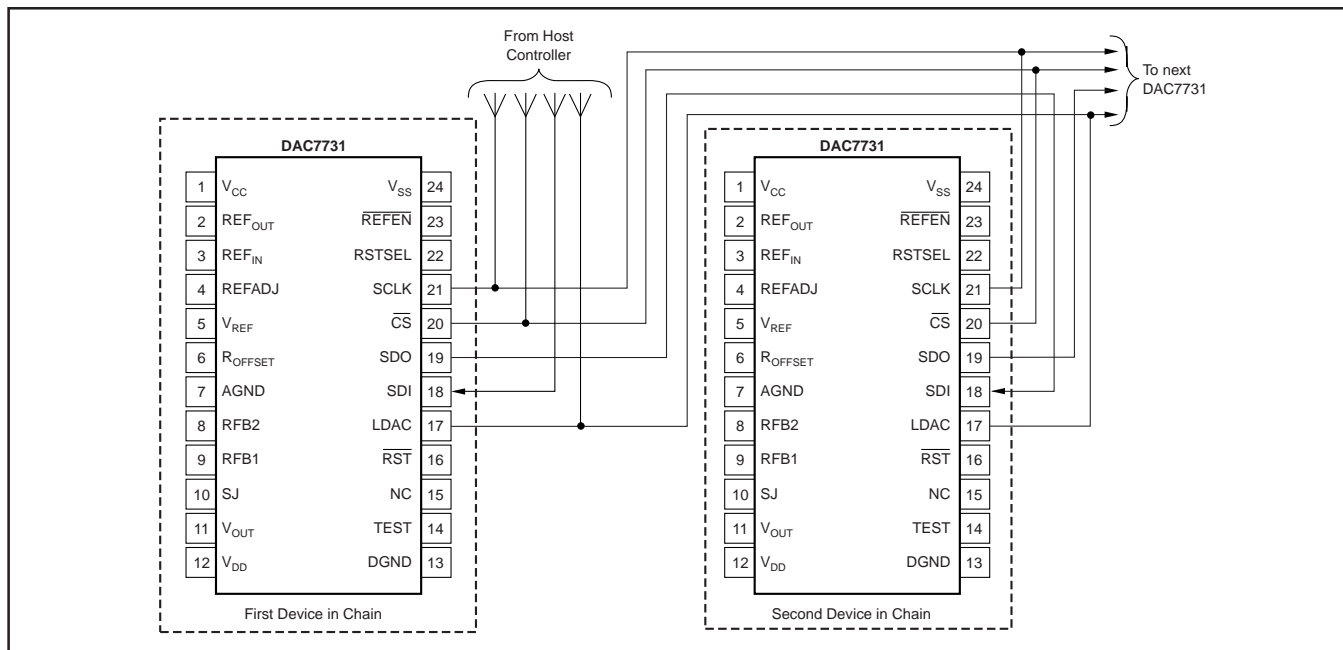 From Host
Controller
To next
DAC7731
DAC7731
1 VCC VSS 24
2 REFOUT REFEN 23
3 REFIN RSTSEL 22
4 REFADJ SCLK 21
5 VREF CS 20
6 ROFFSET SDO 19
7 AGND SDI 18
8 RFB2 LDAC 17
9 RFB1 RST 16
10 SJ NC 15
11 VOUT TEST 14
12 VDD DGND 13
First Device in Chain
DAC7731
1 VCC VSS 24
2 REFOUT REFEN 23
3 REFIN RSTSEL 22
4 REFADJ SCLK 21
5 VREF CS 20
6 ROFFSET SDO 19
7 AGND SDI 18
8 RFB2 LDAC 17
9 RFB1 RST 16
10 SJ NC 15
11 VOUT TEST 14
12 VDD DGND 13
Second Device in Chain